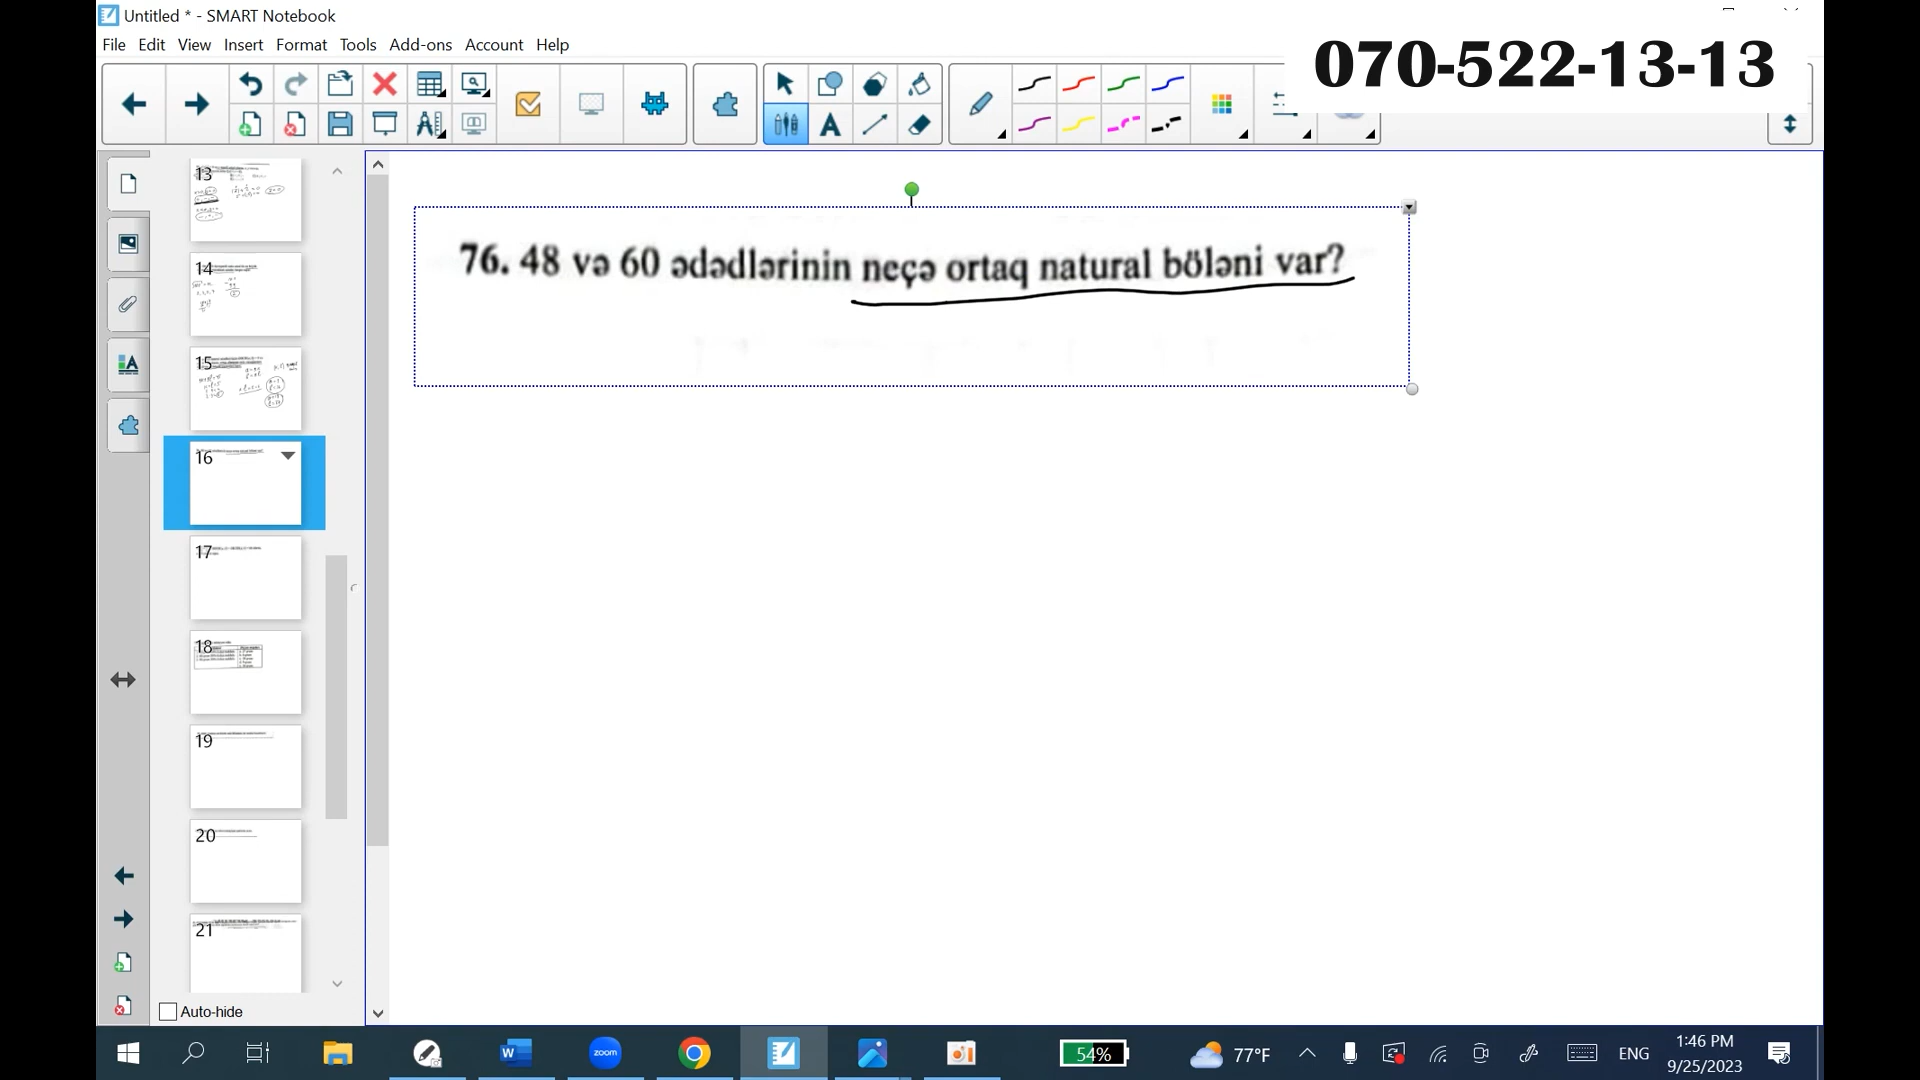 Untitled * - SMART Notebook
File Edit View Insert Format Tools Add-ons Account Help
070-522-13-13
76. 48 və 60 ədədlərinin neçə ortaq natural böləni var?
13
14
15
16
17
18
19
20
21
Auto-hide
zoom
54%
77°F
ENG
1:46 PM
9/25/2023